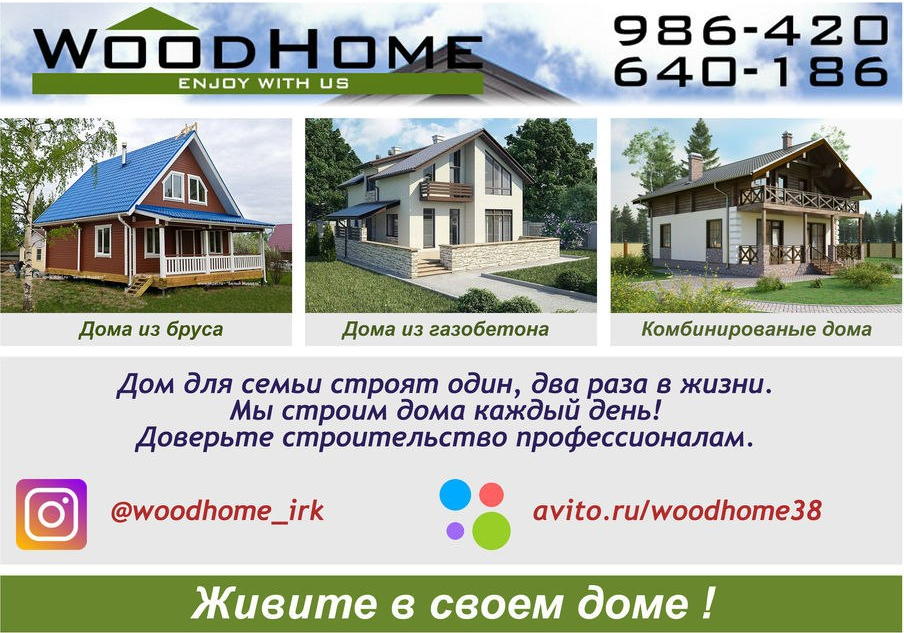 WOODHOME
ENJOY WITH US
986-420
640-186
Дома из бруса
Дома из газобетона
Комбинированые дома
Дом для семьи строят один, два раза в жизни.
Мы строим дома каждый день!
Доверьте строительство профессионалам.
@woodhome_irk
avito.ru/woodhome38
Живите в своем доме !